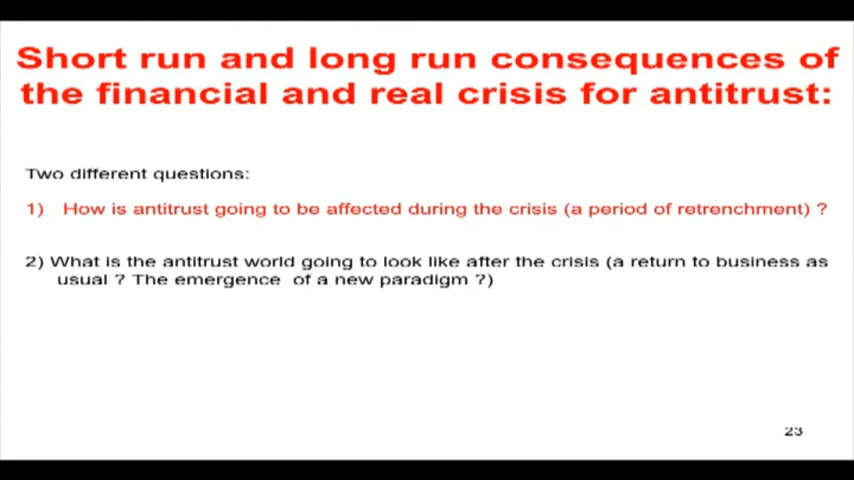 Short run and long run consequences of
the financial and real crisis for antitrust:
Two different questions:
1) How is antitrust going to be affected during the crisis (a period of retrenchment) ?
2) What is the antitrust world going to look like after the crisis (a return to business as
usual ? The emergence of a new paradigm ?)
23